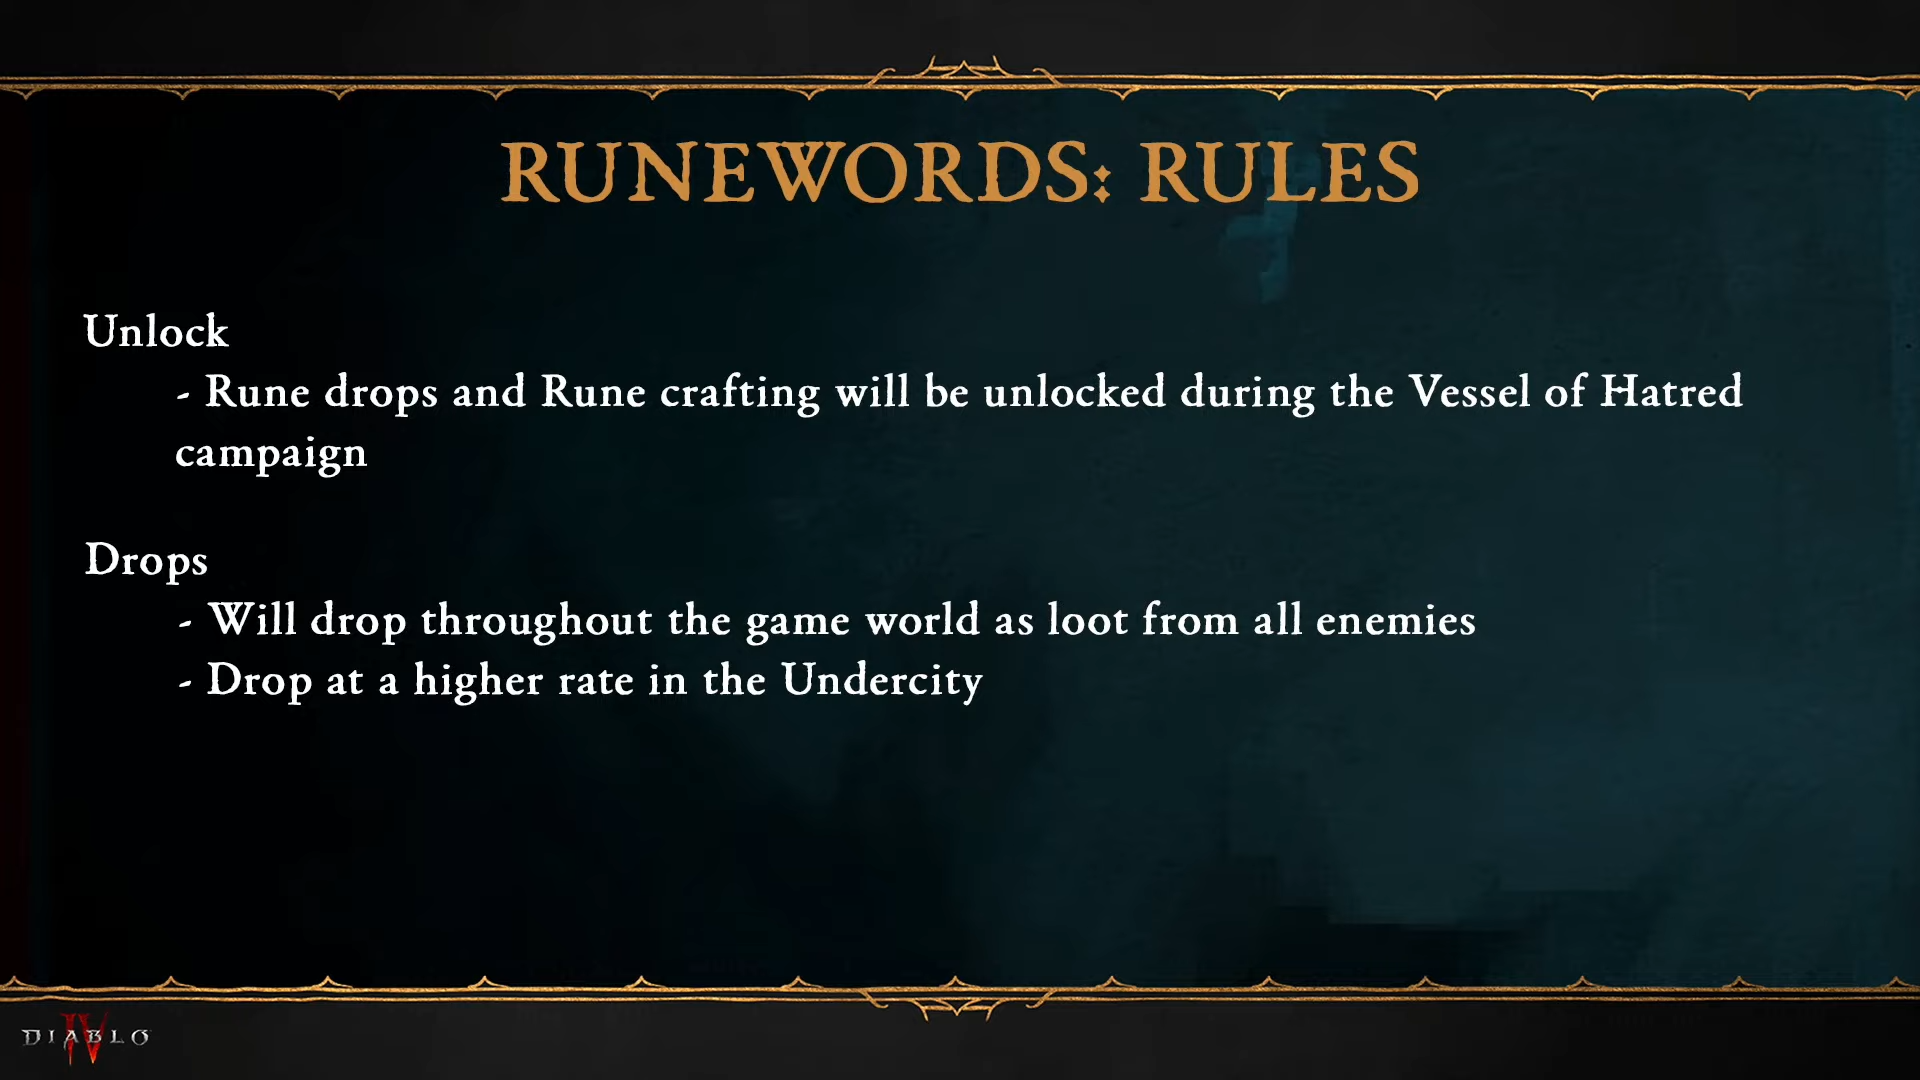 RUNEWORDS: RULES
Unlock
- Rune drops and Rune crafting will be unlocked during the Vessel of Hatred
campaign
Drops
- Will drop throughout the game world as loot from all enemies
- Drop at a higher rate in the Undercity
DIABLO
IV